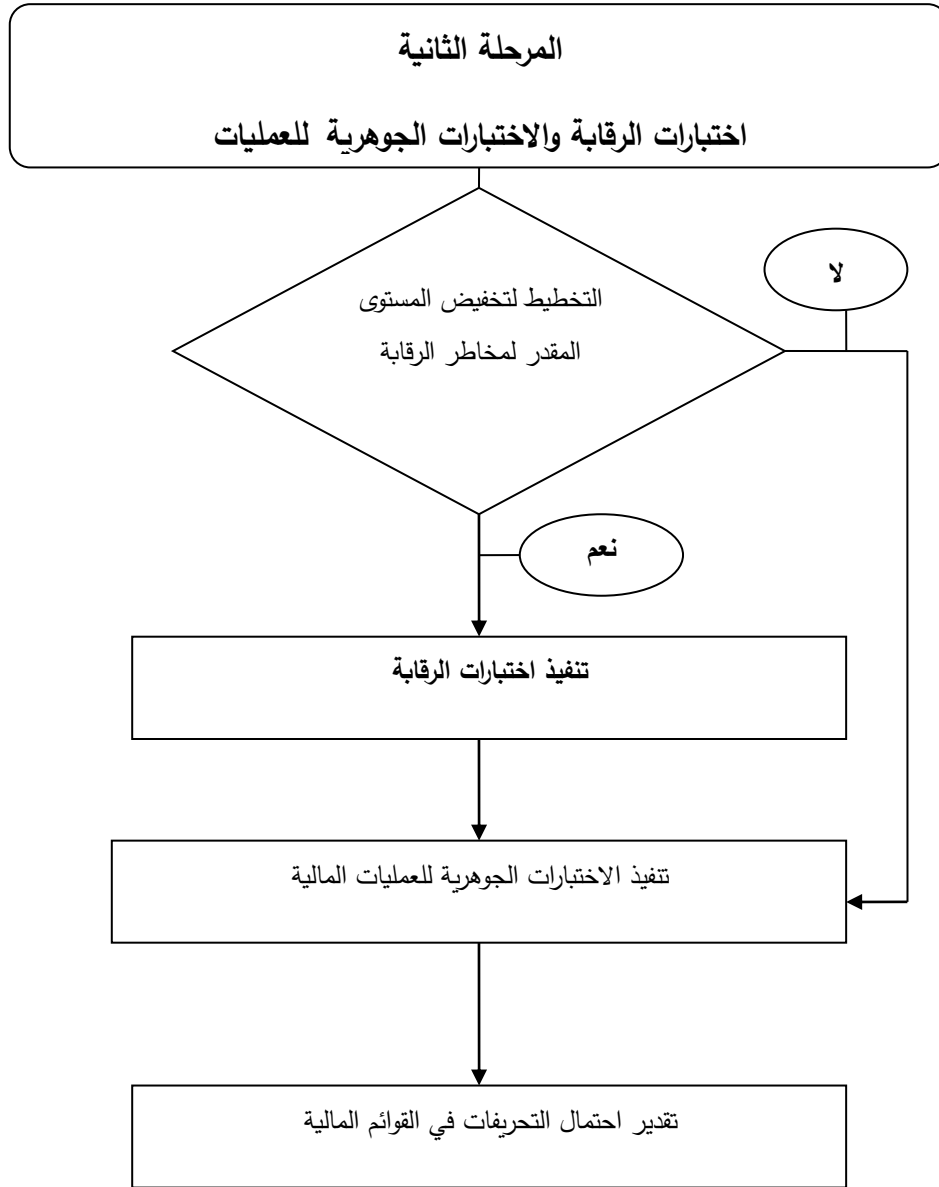 المرحلة الثانية
اختبارات الرقابة والاختبارات الجوهرية للعمليات
لا
التخطيط لتخفيض المستوى
المقدر لمخاطر الرقابة
نعم
تنفيذ اختبارات الرقابة
تنفيذ الاختبارات الجوهرية للعمليات المالية
تقدير احتمال التحريفات في القوائم المالية